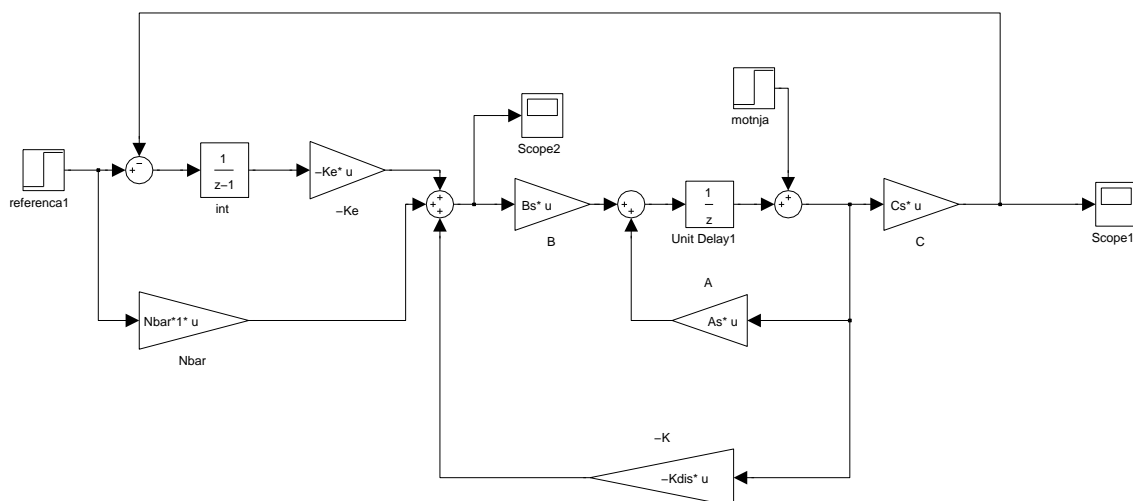 motnja
Scope2
+
−
referenca1
1
z−1
int
−Ke* u
−Ke
+
+
+
Bs* u
B
+
+
1
z
Unit Delay1
+
+
Cs* u
C
Scope1
A
As* u
Nbar*1* u
Nbar
−K
−Kdis* u